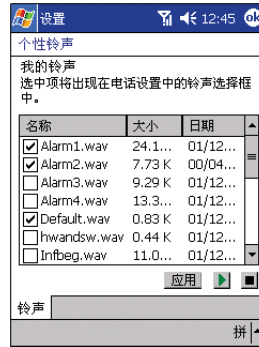 设置 12:45 ok
个性铃声
我的铃声
选中项将出现在电话设置中的铃声选择框中。
名称 大小 日期
Alarm1.wav 24.1... 01/12...
Alarm2.wav 7.73 K 00/04...
Alarm3.wav 9.29 K 01/12...
Alarm4.wav 13.3... 01/12...
Default.wav 0.83 K 01/12...
hwandsw.wav 0.44 K 01/12...
Infbeg.wav 11.0... 01/12...
应用
铃声
拼